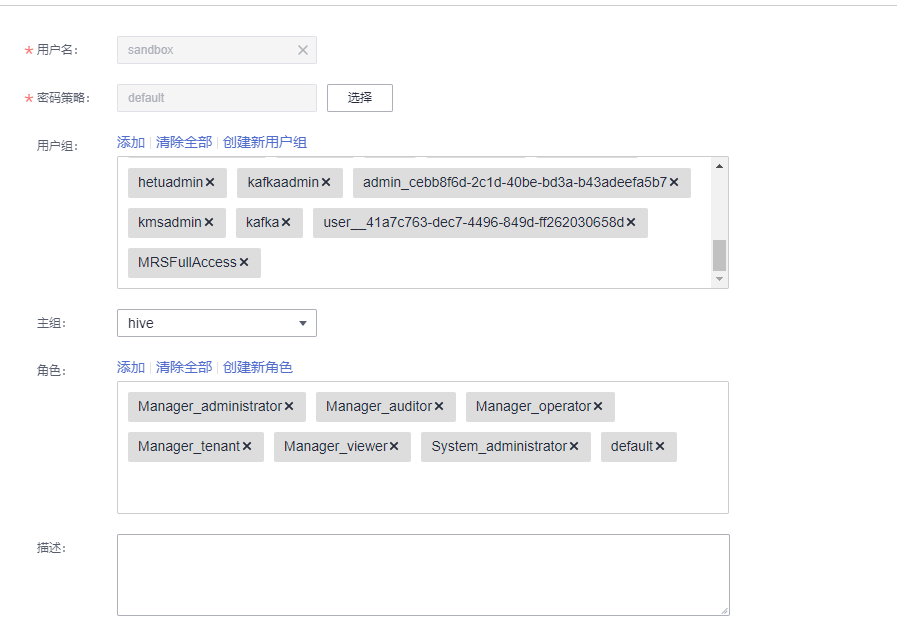 * 用户名: sandbox ×
* 密码策略: default 选择
用户组: 添加 | 清除全部 | 创建新用户组
hetuadmin× kafkaadmin× admin_cebb8f6d-2c1d-40be-bd3a-b43adeefa5b7×
kmsadmin× kafka× user__41a7c763-dec7-4496-849d-ff262030658d×
MRSFullAccess×
主组: hive
角色: 添加 | 清除全部 | 创建新角色
Manager_administrator× Manager_auditor× Manager_operator×
Manager_tenant× Manager_viewer× System_administrator× default×
描述: